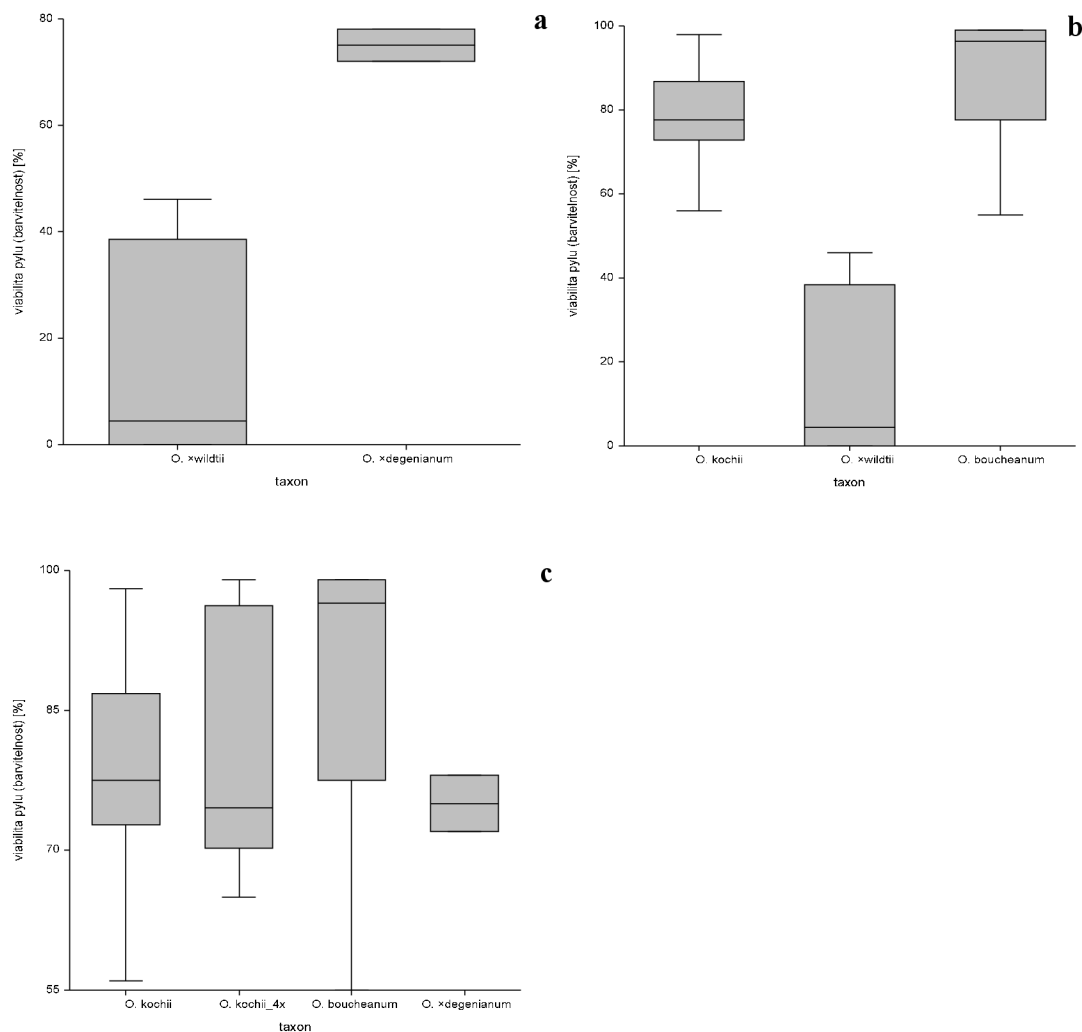 a
80
60
40
20
0
viabilita pylu (barvitelnost) [%]
O. ×wildtii O. ×degenianum
taxon
b
100
80
60
40
20
0
viabilita pylu (barvitelnost) [%]
O. kochii O. ×wildtii O. boucheanum
taxon
c
100
85
70
55
viabilita pylu (barvitelnost) [%]
O. kochii O. kochii_4x O. boucheanum O. ×degenianum
taxon